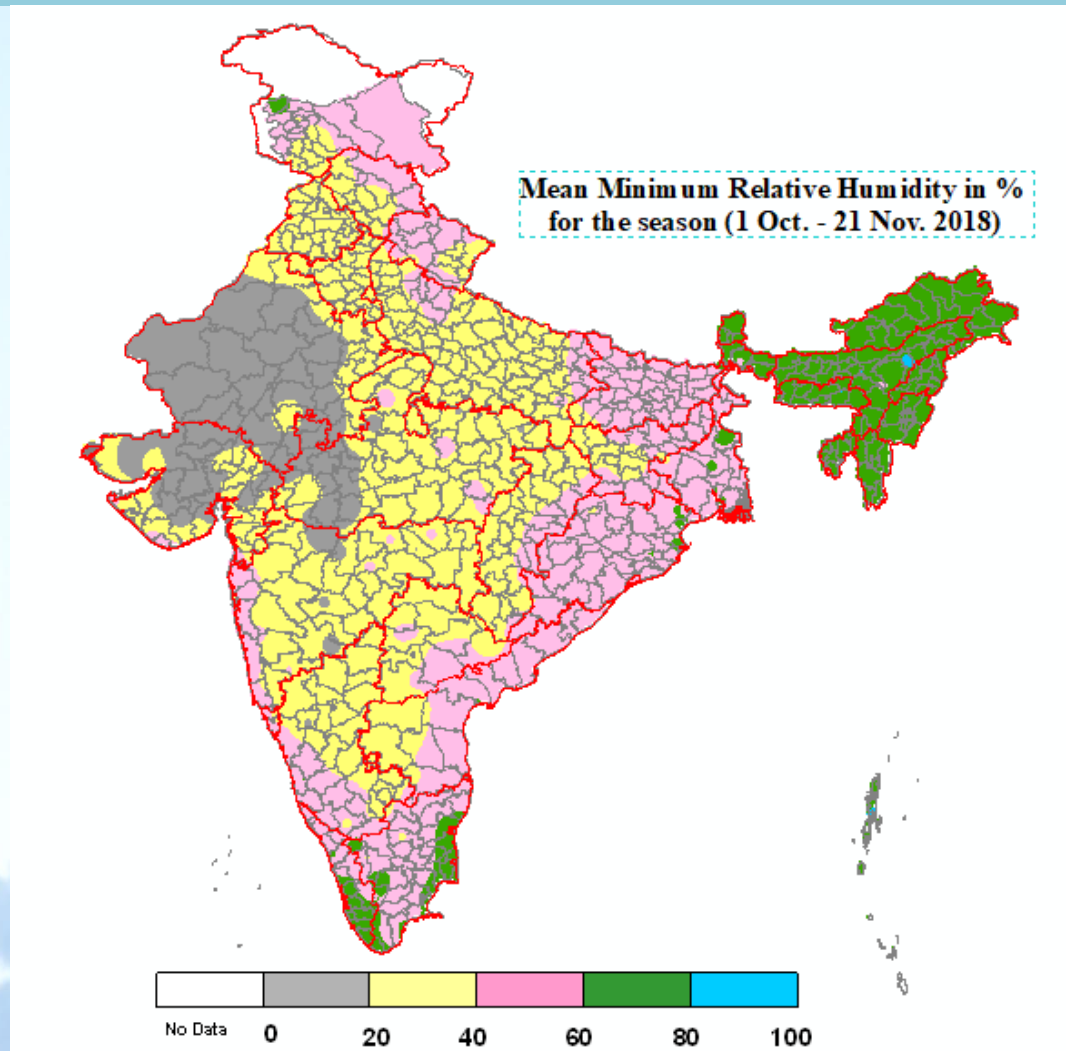 Mean Minimum Relative Humidity in %
for the season (1 Oct. - 21 Nov. 2018)
No Data 0 20 40 60 80 100